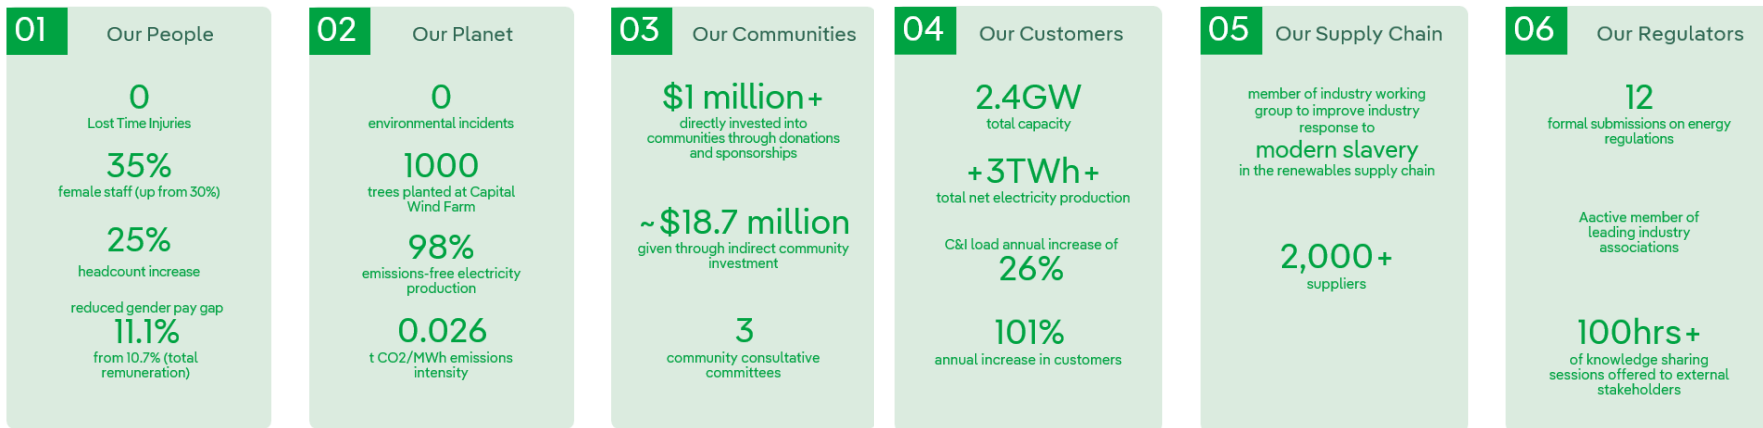 01
Our People
0
Lost Time Injuries
35%
female staff (up from 30%)
25%
headcount increase
reduced gender pay gap
11.1%
from 10.7% (total
remuneration)
02
Our Planet
0
environmental incidents
1000
trees planted at Capital
Wind Farm
98%
emissions-free electricity
production
0.026
t CO2/MWh emissions
intensity
03
Our Communities
$1 million+
directly invested into
communities through donations
and sponsorships
~$18.7 million
given through indirect community
investment
3
community consultative
committees
04
Our Customers
2.4GW
total capacity
+3TWh+
total net electricity production
C&I load annual increase of
26%
101%
annual increase in customers
05
Our Supply Chain
member of industry working
group to improve industry
response to
modern slavery
in the renewables supply chain
2,000+
suppliers
06
Our Regulators
12
formal submissions on energy
regulations
Aactive member of
leading industry
associations
100hrs+
of knowledge sharing
sessions offered to external
stakeholders